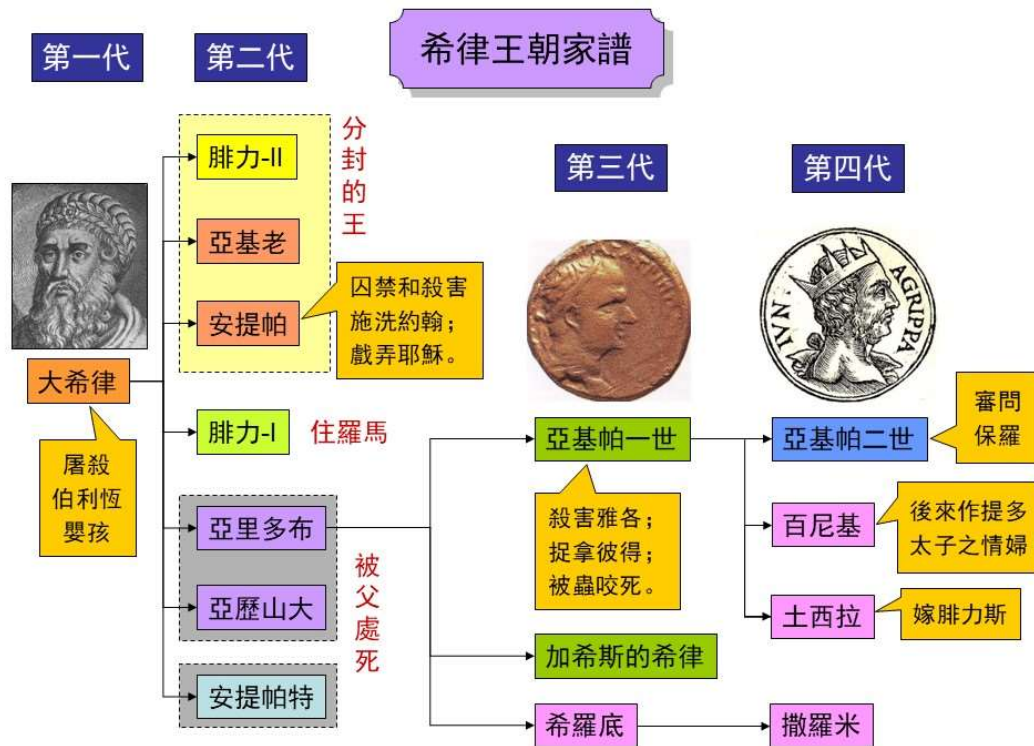 希律王朝家譜
第一代
第二代
第三代
第四代
大希律
屠殺
伯利恆
嬰孩
腓力-II
亞基老
安提帕
分封的王
囚禁和殺害
施洗約翰；
戲弄耶穌。
腓力-I
住羅馬
亞里多布
亞歷山大
安提帕特
被父處死
亞基帕一世
殺害雅各；
捉拿彼得；
被蟲咬死。
加希斯的希律
希羅底
IVN
AGRIPPA
亞基帕二世
審問
保羅
百尼基
後來作提多
太子之情婦
土西拉
嫁腓力斯
撒羅米